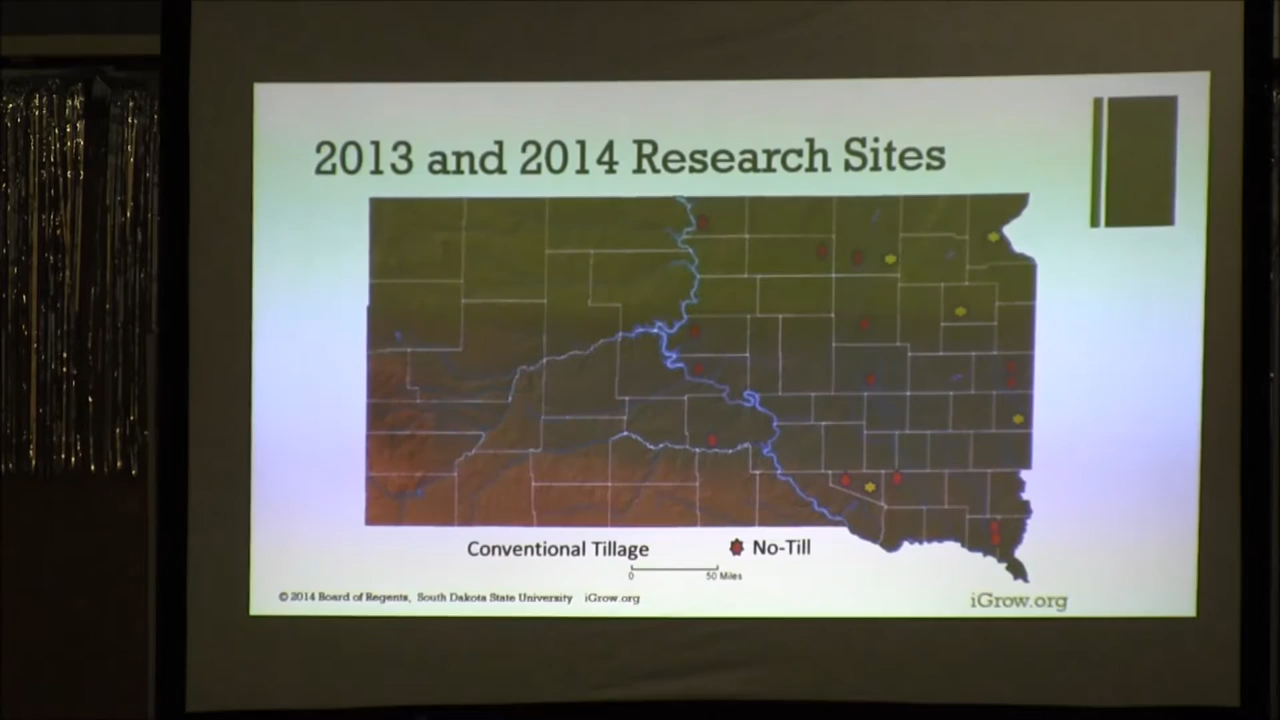 2013 and 2014 Research Sites
Conventional Tillage
No-Till
0 50 Miles
© 2014 Board of Regents, South Dakota State University iGrow.org
iGrow.org